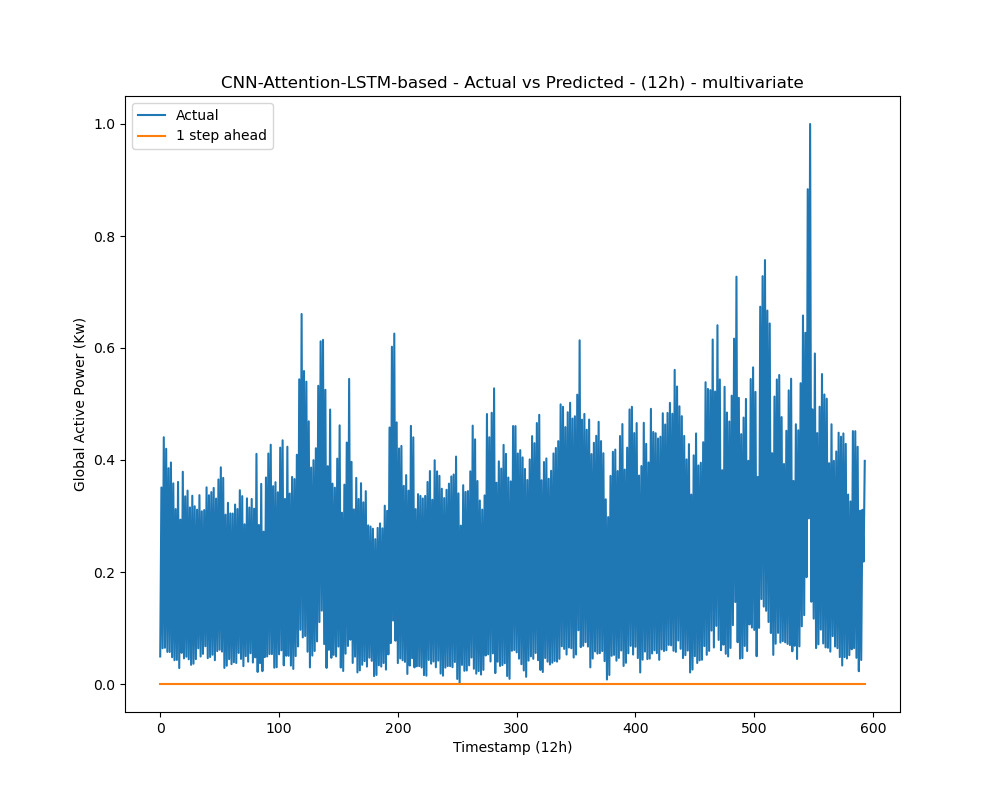 CNN-Attention-LSTM-based - Actual vs Predicted - (12h) - multivariate
Actual
1 step ahead
1.0
0.8
0.6
0.4
0.2
0.0
Global Active Power (Kw)
0 100 200 300 400 500 600
Timestamp (12h)